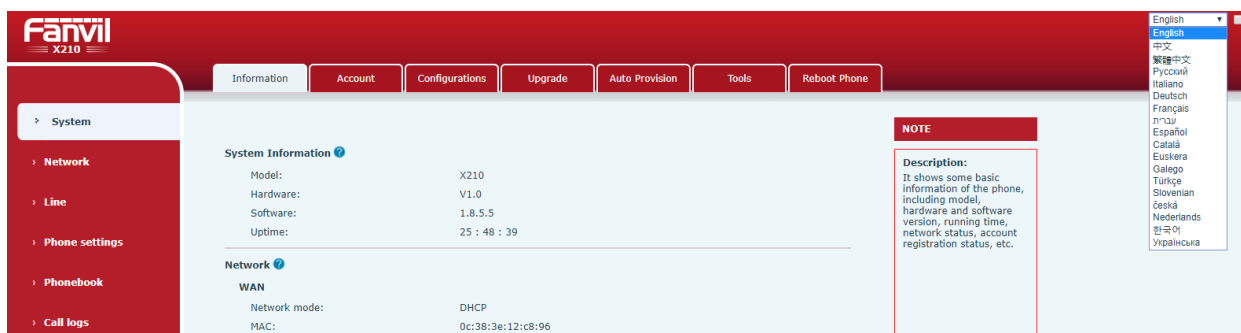 Fanvil
X210
English
English
中文
繁體中文
Русский
Italiano
Deutsch
Français
עברית
Español
Català
Euskera
Galego
Türkçe
Slovenian
česká
Nederlands
한국어
Українська
Information Account Configurations Upgrade Auto Provision Tools Reboot Phone
System
Network
Line
Phone settings
Phonebook
Call logs
System Information
Model: X210
Hardware: V1.0
Software: 1.8.5.5
Uptime: 25 : 48 : 39
Network
WAN
Network mode: DHCP
MAC: 0c:38:3e:12:c8:96
NOTE
Description:
It shows some basic
information of the phone,
including model,
hardware and software
version, running time,
network status, account
registration status, etc.